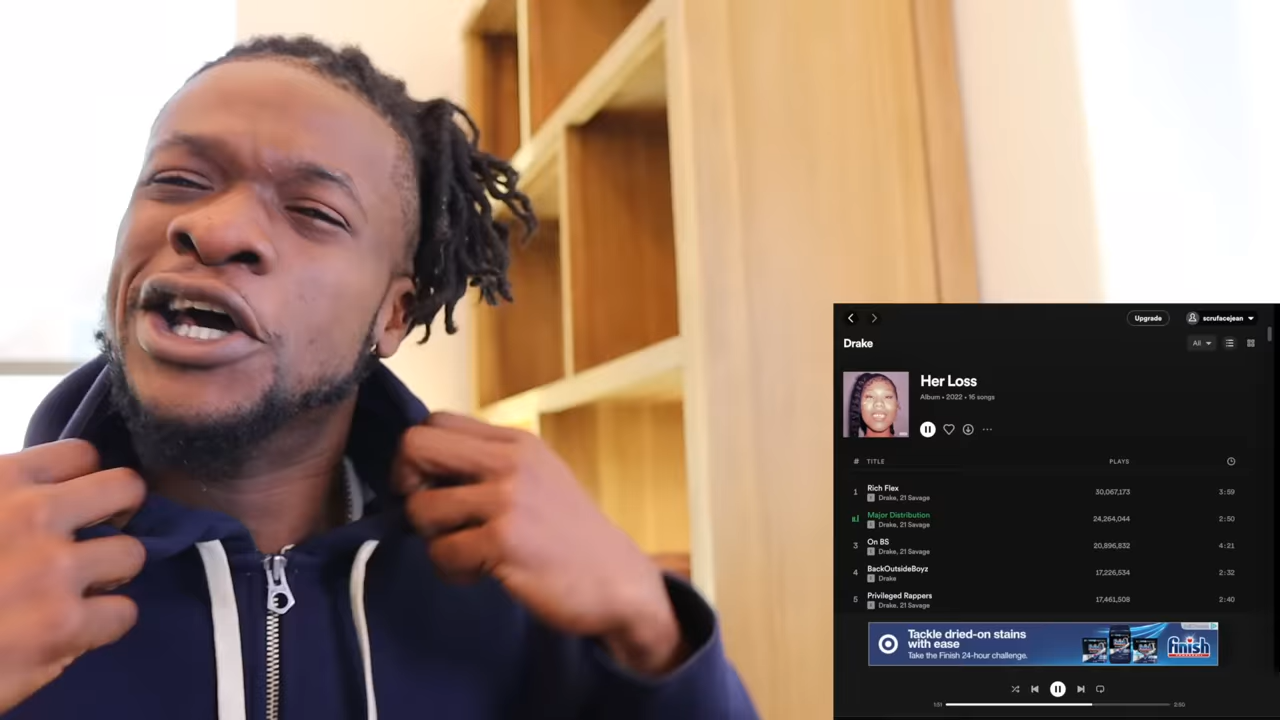 Upgrade
scrufacejean
Drake
All
Her Loss
Album • 2022 • 16 songs
# TITLE PLAYS
1 Rich Flex 30,067,173 3:59
E Drake, 21 Savage
Major Distribution 24,264,044 2:50
E Drake, 21 Savage
3 On BS 20,896,832 4:21
E Drake, 21 Savage
4 BackOutsideBoyz 17,226,534 2:32
E Drake
5 Privileged Rappers 17,461,508 2:40
E Drake, 21 Savage
Tackle dried-on stains
with ease
Take the Finish 24-hour challenge.
finish
1:51 2:50